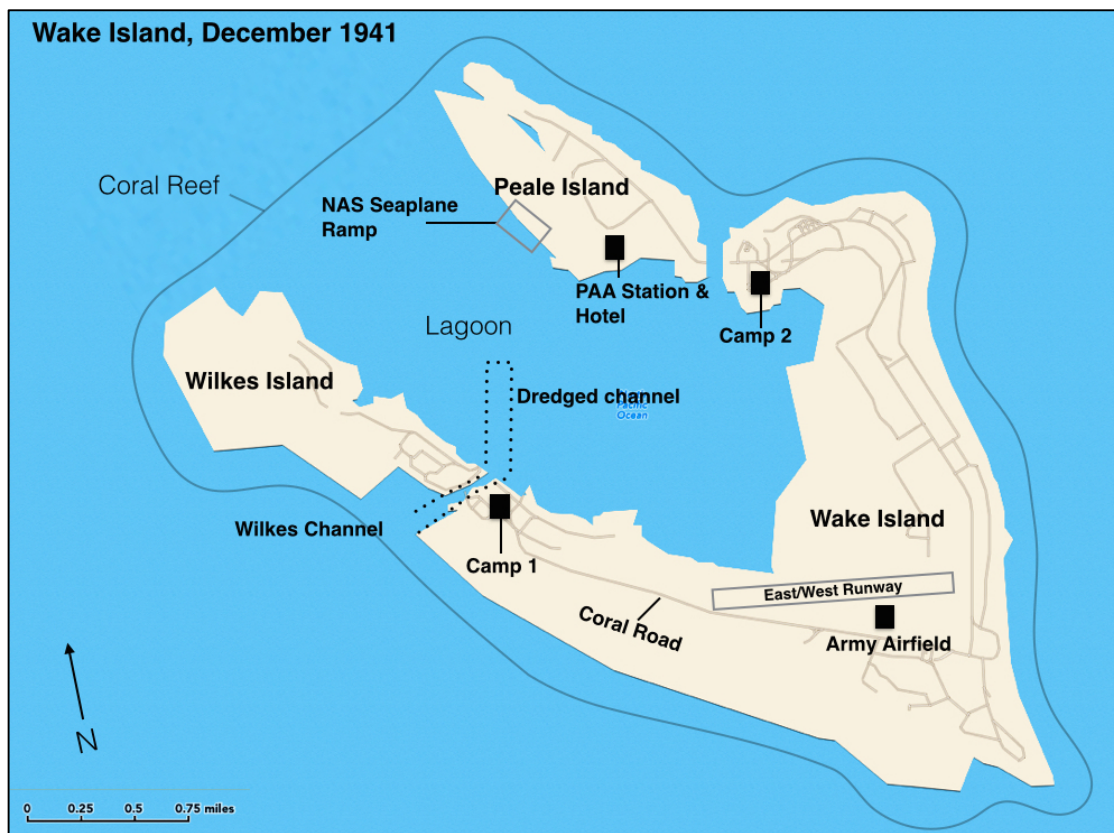 Wake Island, December 1941
Coral Reef
Peale Island
NAS Seaplane
Ramp
PAA Station &
Hotel
Camp 2
Lagoon
Wilkes Island
Dredged channel
Pacific
Ocean
Wilkes Channel
Camp 1
Wake Island
East/West Runway
Coral Road
Army Airfield
N
0 0.25 0.5 0.75 miles